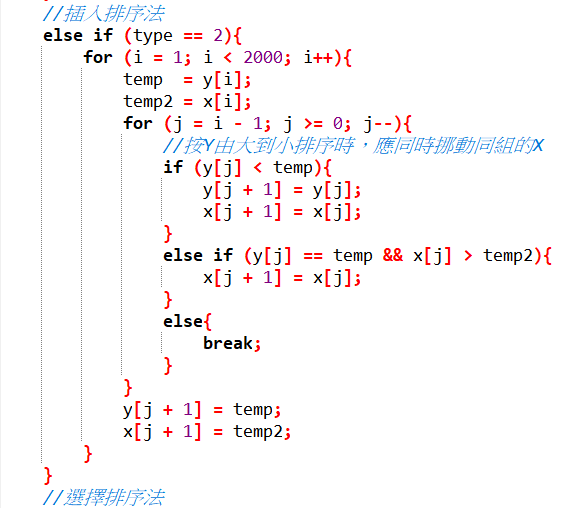 //插入排序法
else if (type == 2){
for (i = 1; i < 2000; i++){
temp  = y[i];
temp2 = x[i];
for (j = i - 1; j >= 0; j--){
//按Y由大到小排序時，應同時挪動同組的X
if (y[j] < temp){
y[j + 1] = y[j];
x[j + 1] = x[j];
}
else if (y[j] == temp && x[j] > temp2){
x[j + 1] = x[j];
}
else{
break;
}
}
y[j + 1] = temp;
x[j + 1] = temp2;
}
}
//選擇排序法